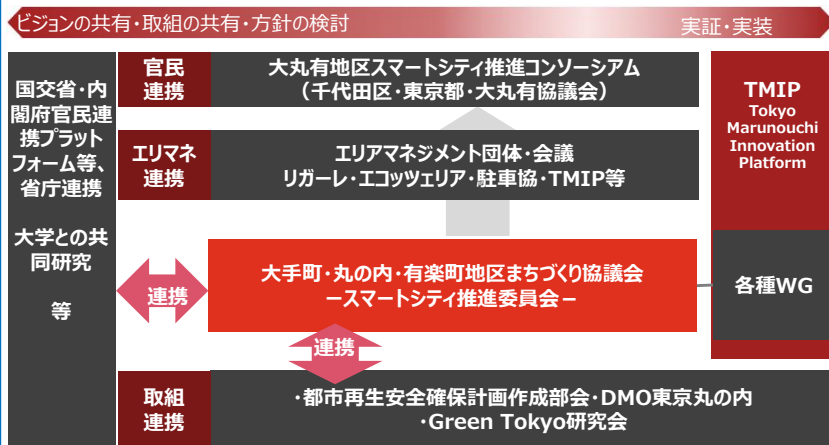 ビジョンの共有・取組の共有・方針の検討
実証・実装
国交省・内
閣府官民連
携プラット
フォーム等、
省庁連携
大学との共
同研究
等
官民
連携
大丸有地区スマートシティ推進コンソーシアム
（千代田区・東京都・大丸有協議会）
エリマネ
連携
エリアマネジメント団体・会議
リガーレ・エコッツェリア・駐車協・TMIP等
連携
大手町・丸の内・有楽町地区まちづくり協議会
－スマートシティ推進委員会－
連携
取組
連携
・都市再生安全確保計画作成部会・DMO東京丸の内
・Green Tokyo研究会
TMIP
Tokyo
Marunouchi
Innovation
Platform
各種WG